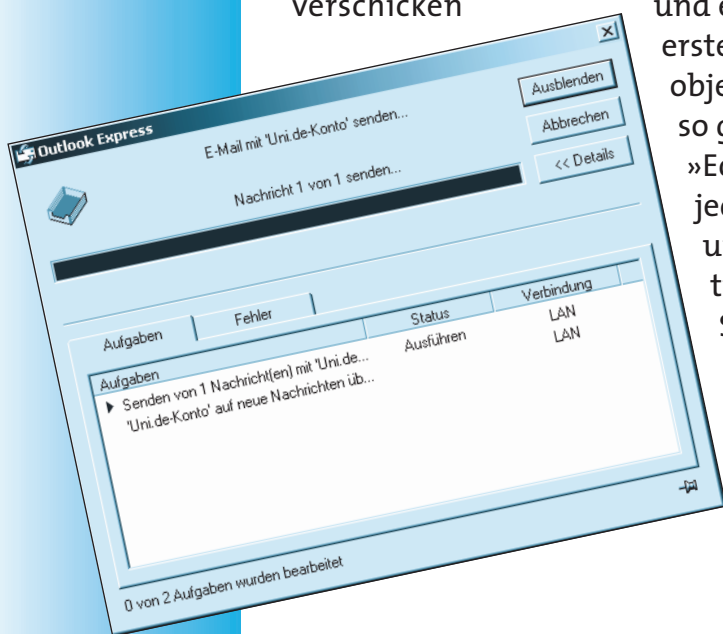 verschicken
und e
erste
obje
so g
u
t
Outlook Express
E-Mail mit 'Uni.de-Konto' senden...
Nachricht 1 von 1 senden...
Ausblenden
Abbrechen
<< Details
Aufgaben Fehler
Aufgaben Status Verbindung
Senden von 1 Nachricht(en) mit 'Uni.de... Ausführen LAN
'Uni.de-Konto' auf neue Nachrichten üb... LAN
0 von 2 Aufgaben wurden bearbeitet